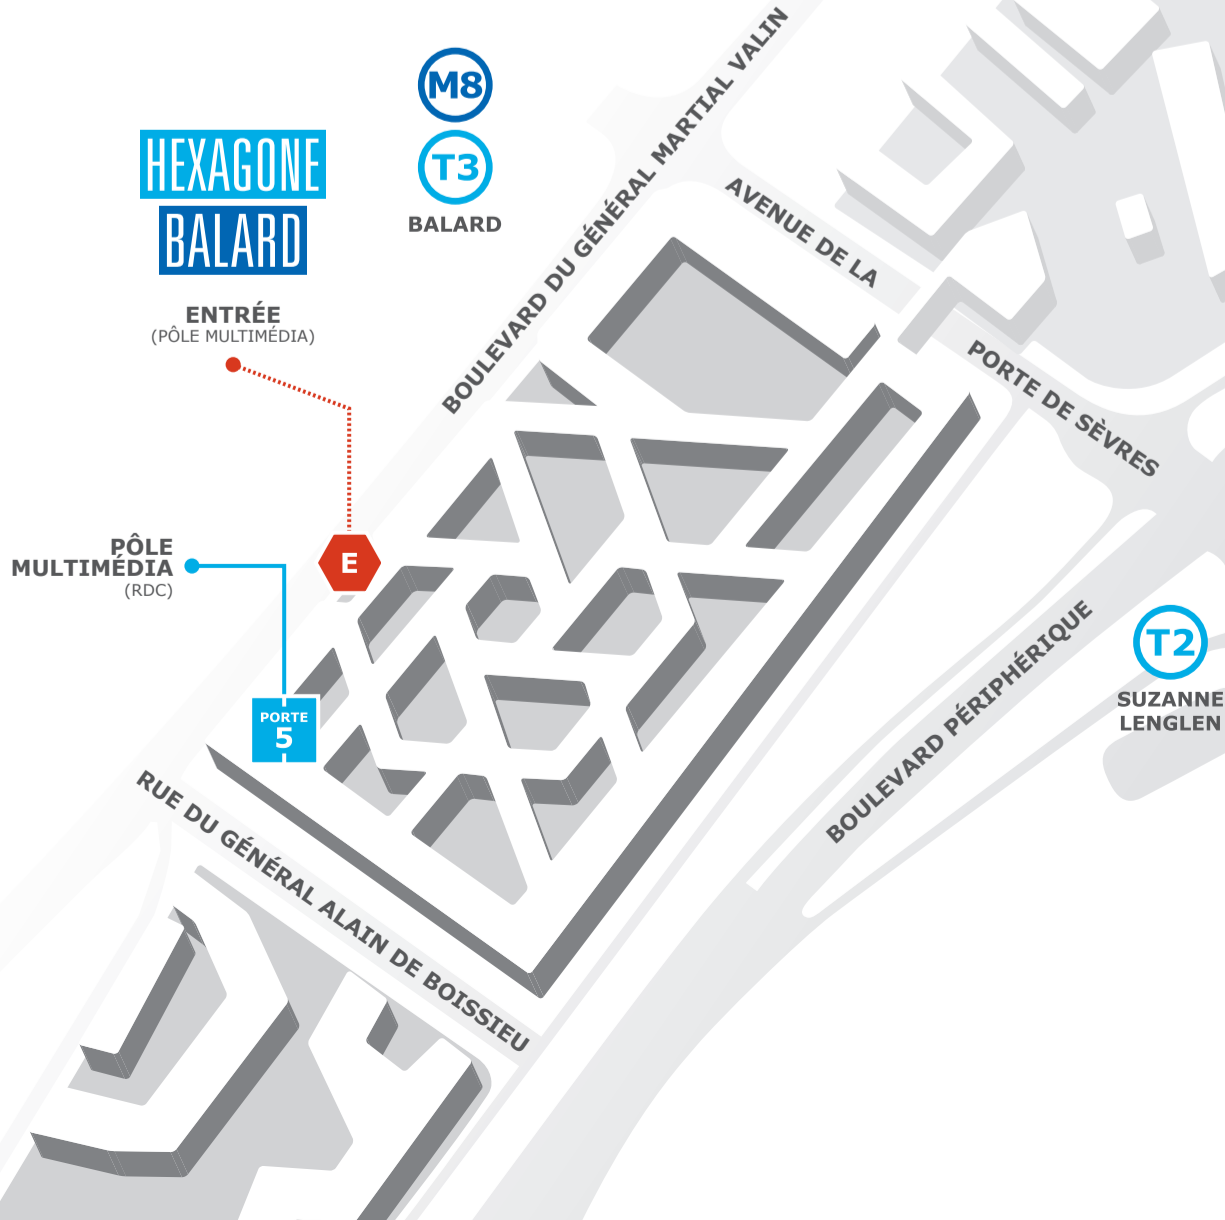 M8
T3
BALARD
HEXAGONE
BALARD
ENTRÉE
(PÔLE MULTIMÉDIA)
BOULEVARD DU GÉNÉRAL MARTIAL VALIN
AVENUE DE LA
PORTE DE SÈVRES
E
PÔLE
MULTIMÉDIA
(RDC)
PORTE
5
T2
SUZANNE
LENGLEN
BOULEVARD PÉRIPHÉRIQUE
RUE DU GÉNÉRAL ALAIN DE BOISSIEU